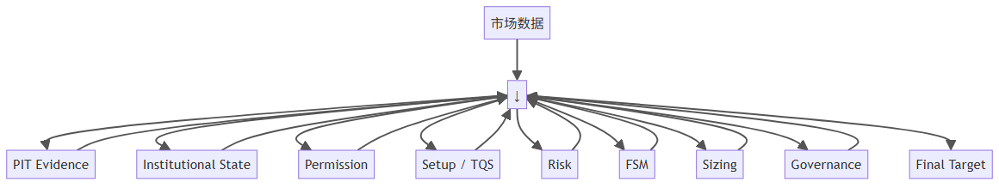 市场数据
↓
PIT Evidence
Institutional State
Permission
Setup / TQS
Risk
FSM
Sizing
Governance
Final Target